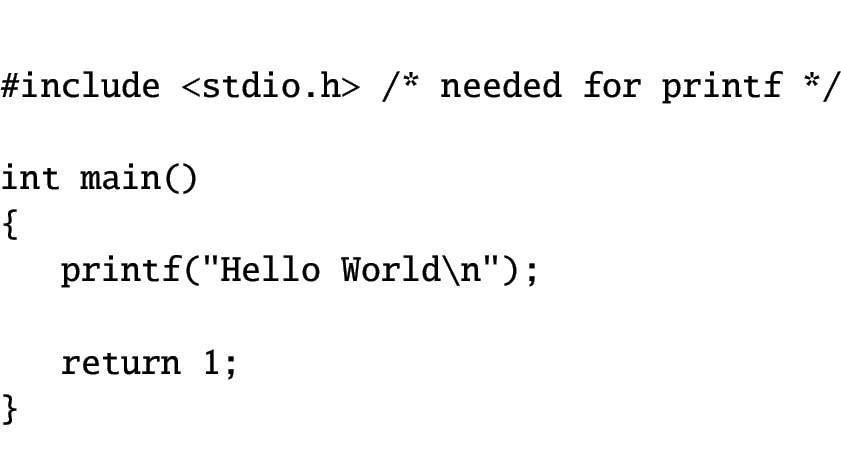 #include <stdio.h> /* needed for printf */
int main()
{
   printf("Hello World\n");
   return 1;
}